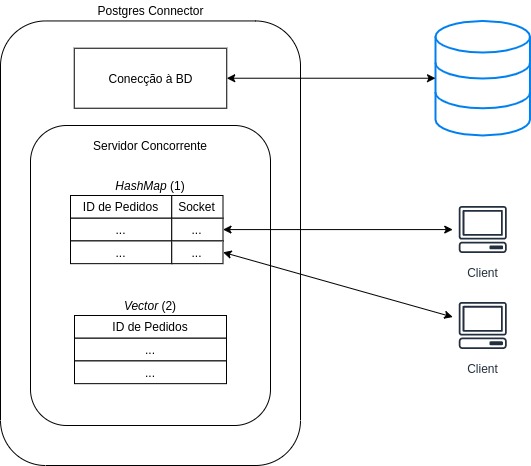 Postgres Connector
Conecção à BD
Servidor Concorrente
HashMap (1)
ID de Pedidos Socket
... ...
... ...
Vector (2)
ID de Pedidos
...
...
Client
Client